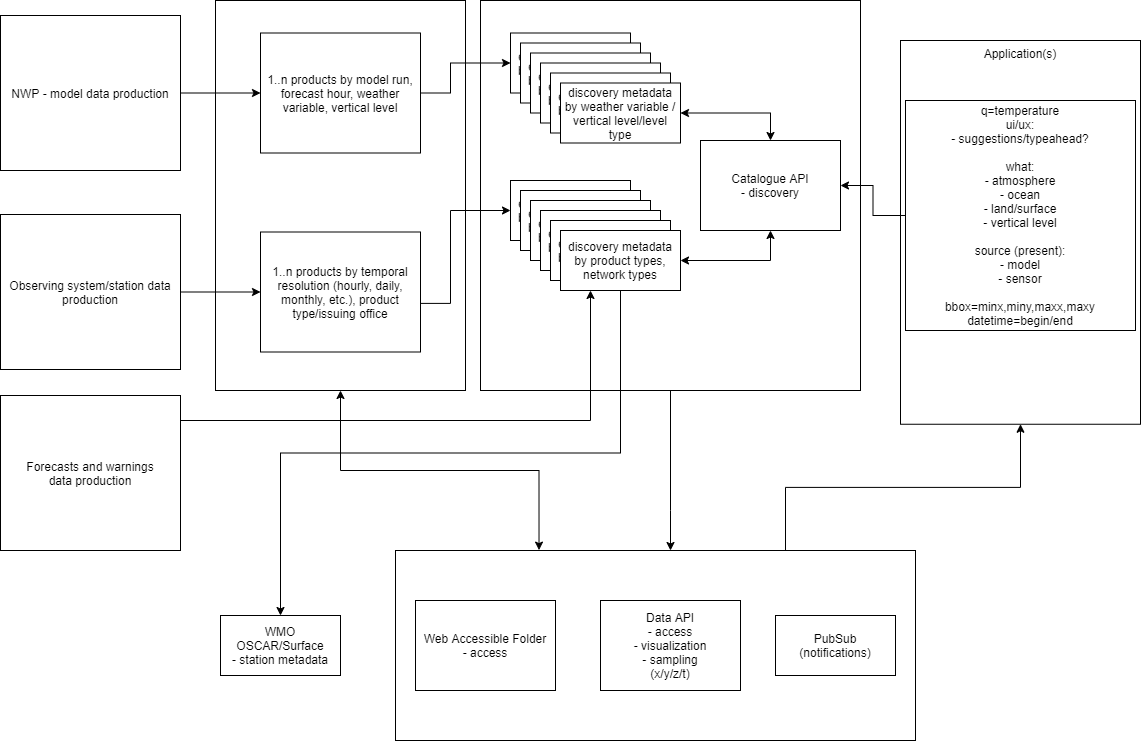 NWP - model data production
1..n products by model run,
forecast hour, weather
variable, vertical level
discovery metadata
by weather variable /
vertical level/level
type
Catalogue API
- discovery
Application(s)
q=temperature
ui/ux:
- suggestions/typeahead?
what:
- atmosphere
- ocean
- land/surface
- vertical level
source (present):
- model
- sensor
bbox=minx,miny,maxx,maxy
datetime=begin/end
Observing system/station data
production
1..n products by temporal
resolution (hourly, daily,
monthly, etc.), product
type/issuing office
discovery metadata
by product types,
network types
Forecasts and warnings
data production
WMO
OSCAR/Surface
- station metadata
Web Accessible Folder
- access
Data API
- access
- visualization
- sampling
(x/y/z/t)
PubSub
(notifications)